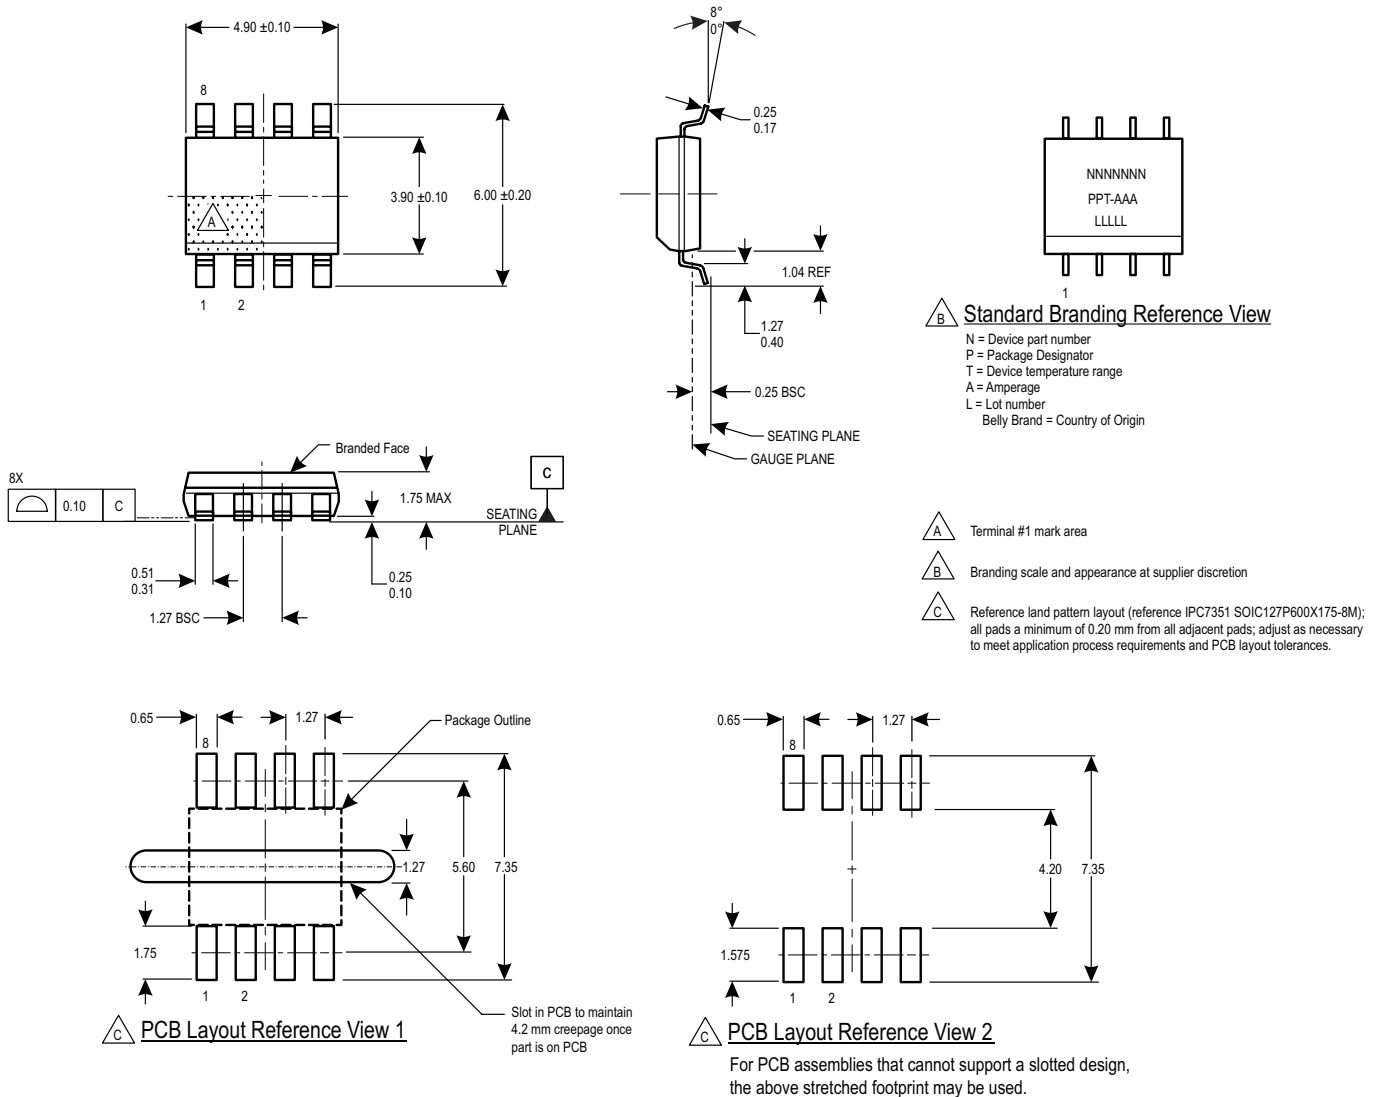 4.90 ±0.10
8
3.90 ±0.10
6.00 ±0.20
A
1 2
8°
0°
0.25
0.17
1.04 REF
1.27
0.40
0.25 BSC
SEATING PLANE
GAUGE PLANE
NNNNNNN
PPT-AAA
LLLLL
1
B Standard Branding Reference View
N = Device part number
P = Package Designator
T = Device temperature range
A = Amperage
L = Lot number
Belly Brand = Country of Origin
Branded Face
8X
0.10 C
1.75 MAX
C
SEATING
PLANE
0.51
0.31
0.25
0.10
1.27 BSC
A Terminal #1 mark area
B Branding scale and appearance at supplier discretion
C Reference land pattern layout (reference IPC7351 SOIC127P600X175-8M);
all pads a minimum of 0.20 mm from all adjacent pads; adjust as necessary
to meet application process requirements and PCB layout tolerances.
0.65
1.27
Package Outline
8
1.27
5.60
7.35
1.75
1 2
Slot in PCB to maintain
4.2 mm creepage once
part is on PCB
C PCB Layout Reference View 1
0.65
1.27
8
4.20
7.35
1.575
1 2
C PCB Layout Reference View 2
For PCB assemblies that cannot support a slotted design,
the above stretched footprint may be used.